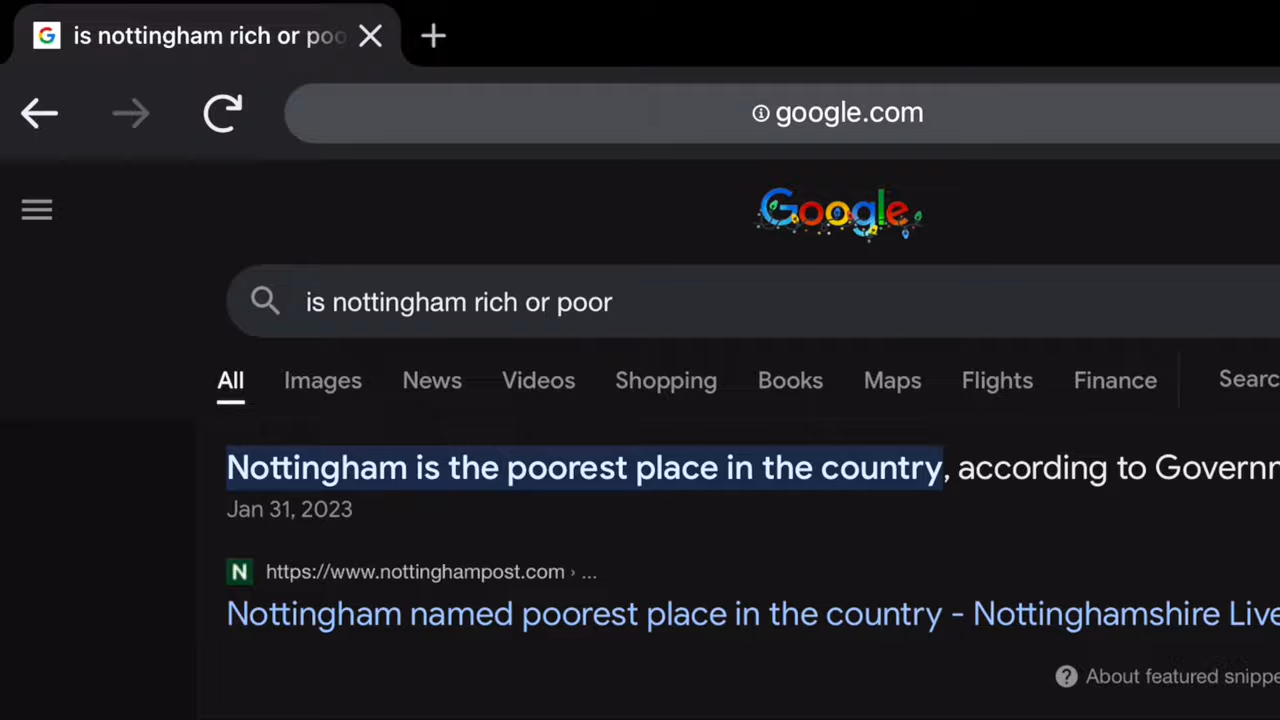 is nottingham rich or poo
google.com
Google
is nottingham rich or poor
All Images News Videos Shopping Books Maps Flights Finance Searc
Nottingham is the poorest place in the country, according to Governm
Jan 31, 2023
N https://www.nottinghampost.com › ...
Nottingham named poorest place in the country - Nottinghamshire Live
About featured snippe